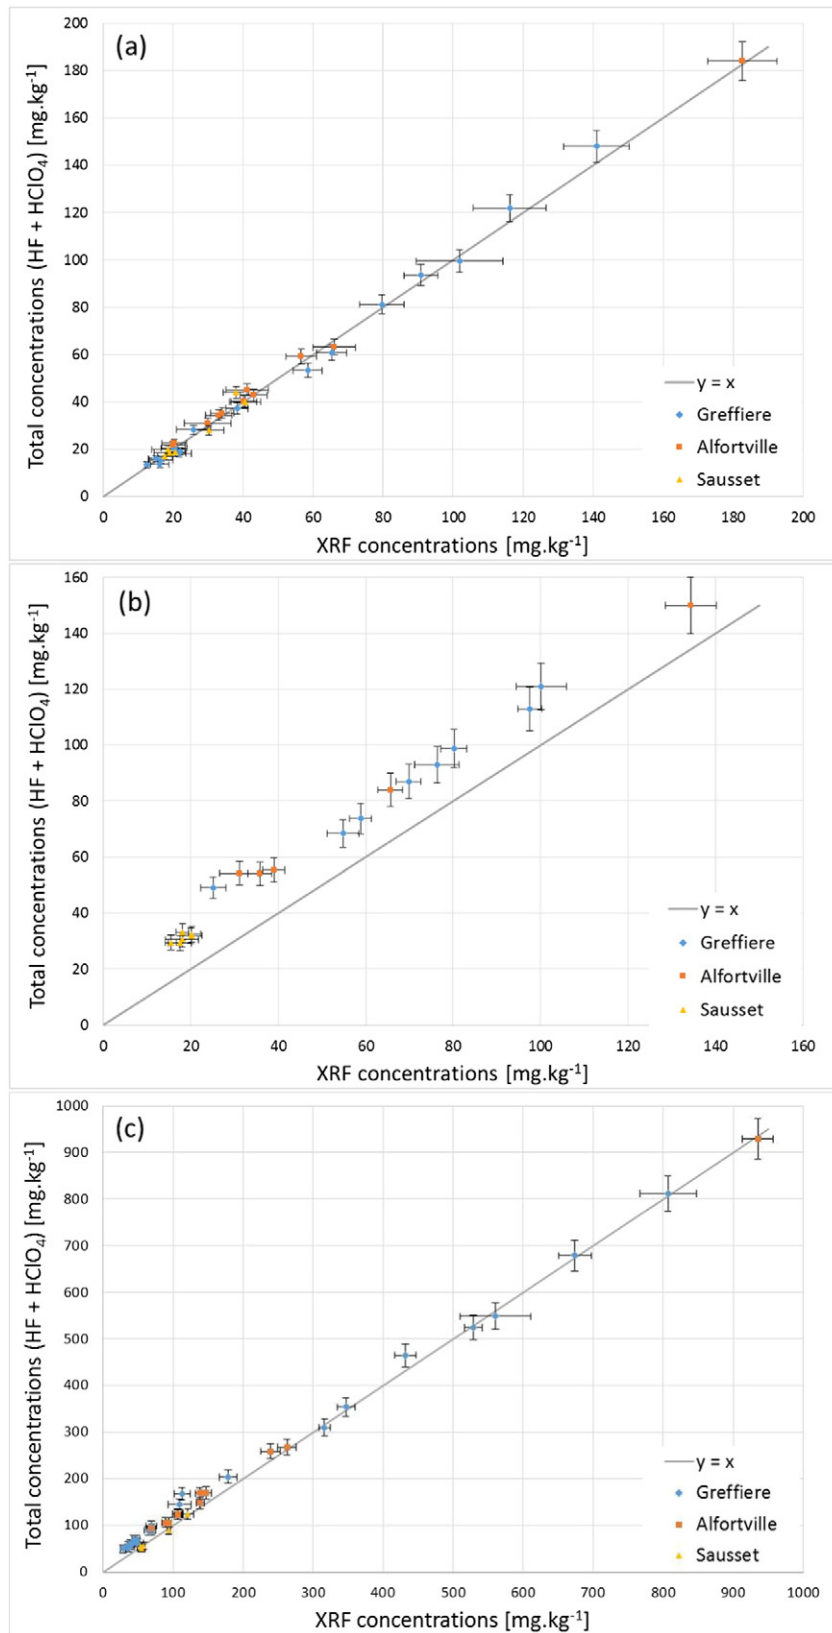 (a)
200
180
160
140
120
100
80
60
40
20
0
Total concentrations (HF + HClO₄) [mg.kg⁻¹]
y = x
Greffiere
Alfortville
Sausset
0 20 40 60 80 100 120 140 160 180 200
XRF concentrations [mg.kg⁻¹]
(b)
160
140
120
100
80
60
40
20
0
Total concentrations (HF + HClO₄) [mg.kg⁻¹]
y = x
Greffiere
Alfortville
Sausset
0 20 40 60 80 100 120 140 160
XRF concentrations [mg.kg⁻¹]
(c)
1000
900
800
700
600
500
400
300
200
100
0
Total concentrations (HF + HClO₄) [mg.kg⁻¹]
y = x
Greffiere
Alfortville
Sausset
0 100 200 300 400 500 600 700 800 900 1000
XRF concentrations [mg.kg⁻¹]